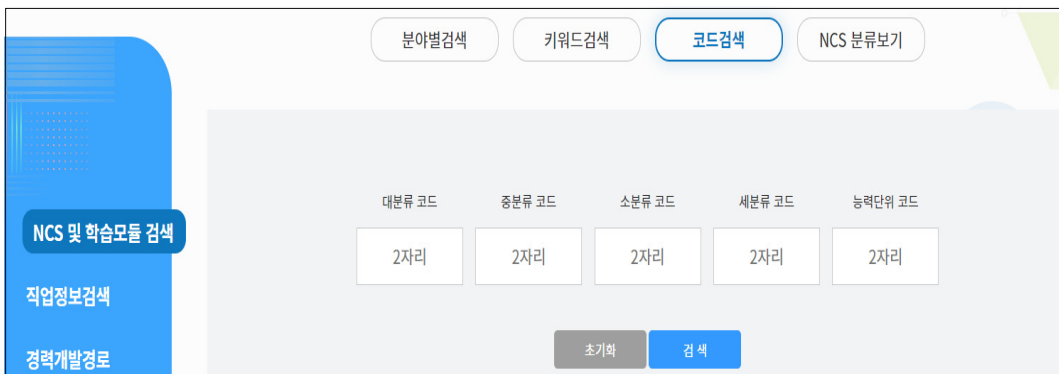 분야별검색 키워드검색 코드검색 NCS 분류보기
NCS 및 학습모듈 검색
직업정보검색
경력개발경로
대분류 코드 중분류 코드 소분류 코드 세분류 코드 능력단위 코드
2자리 2자리 2자리 2자리 2자리
초기화 검 색